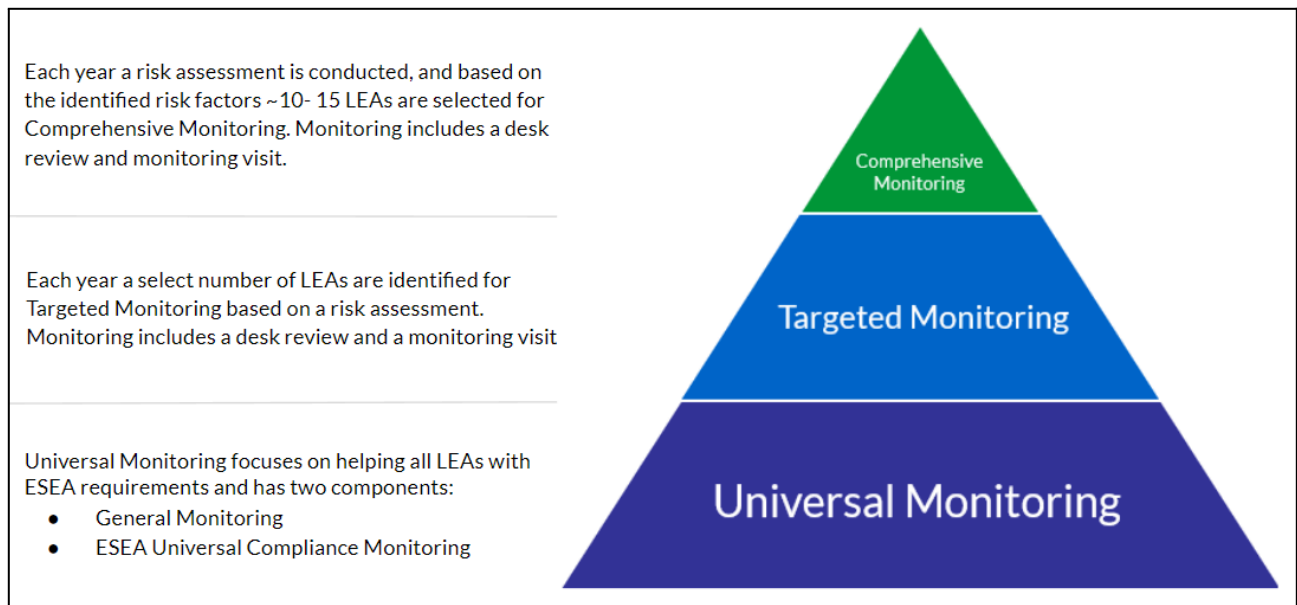 Each year a risk assessment is conducted, and based on
the identified risk factors ~10- 15 LEAs are selected for
Comprehensive Monitoring. Monitoring includes a desk
review and monitoring visit.
Comprehensive
Monitoring
Each year a select number of LEAs are identified for
Targeted Monitoring based on a risk assessment.
Monitoring includes a desk review and a monitoring visit
Targeted Monitoring
Universal Monitoring focuses on helping all LEAs with
ESEA requirements and has two components:
● General Monitoring
● ESEA Universal Compliance Monitoring
Universal Monitoring